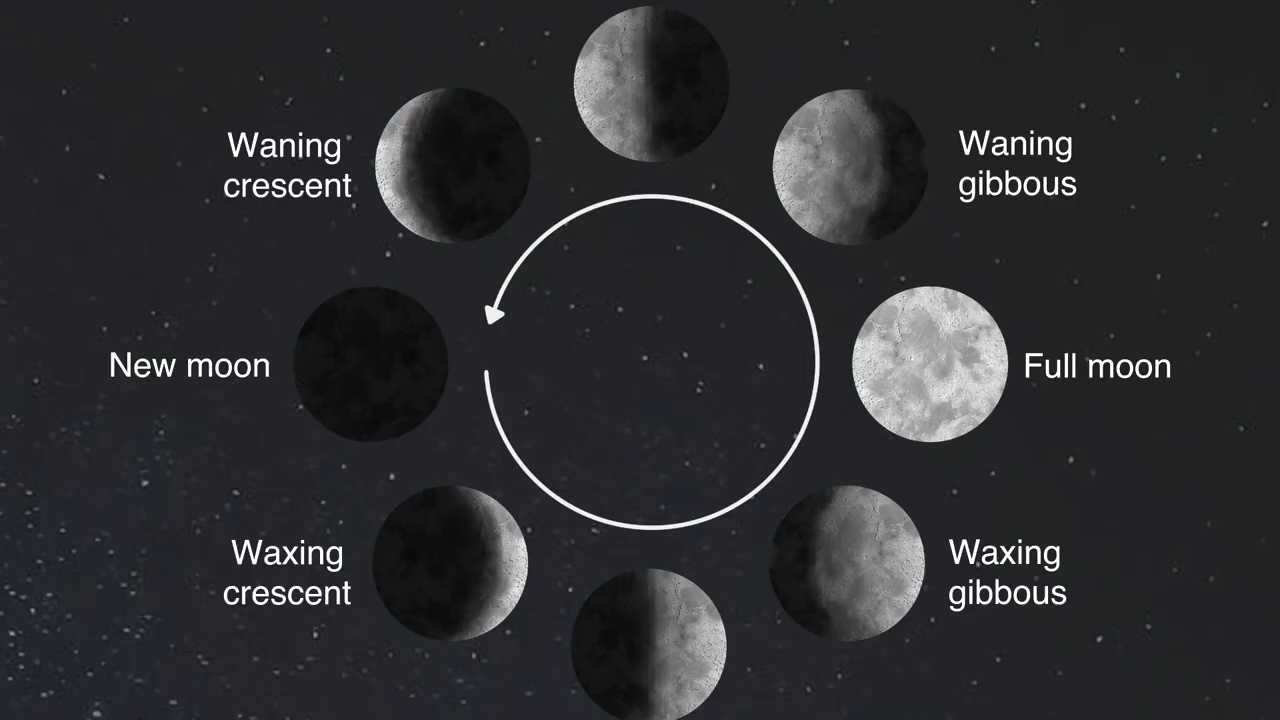 Waning
crescent
Waning
gibbous
New moon
Full moon
Waxing
crescent
Waxing
gibbous